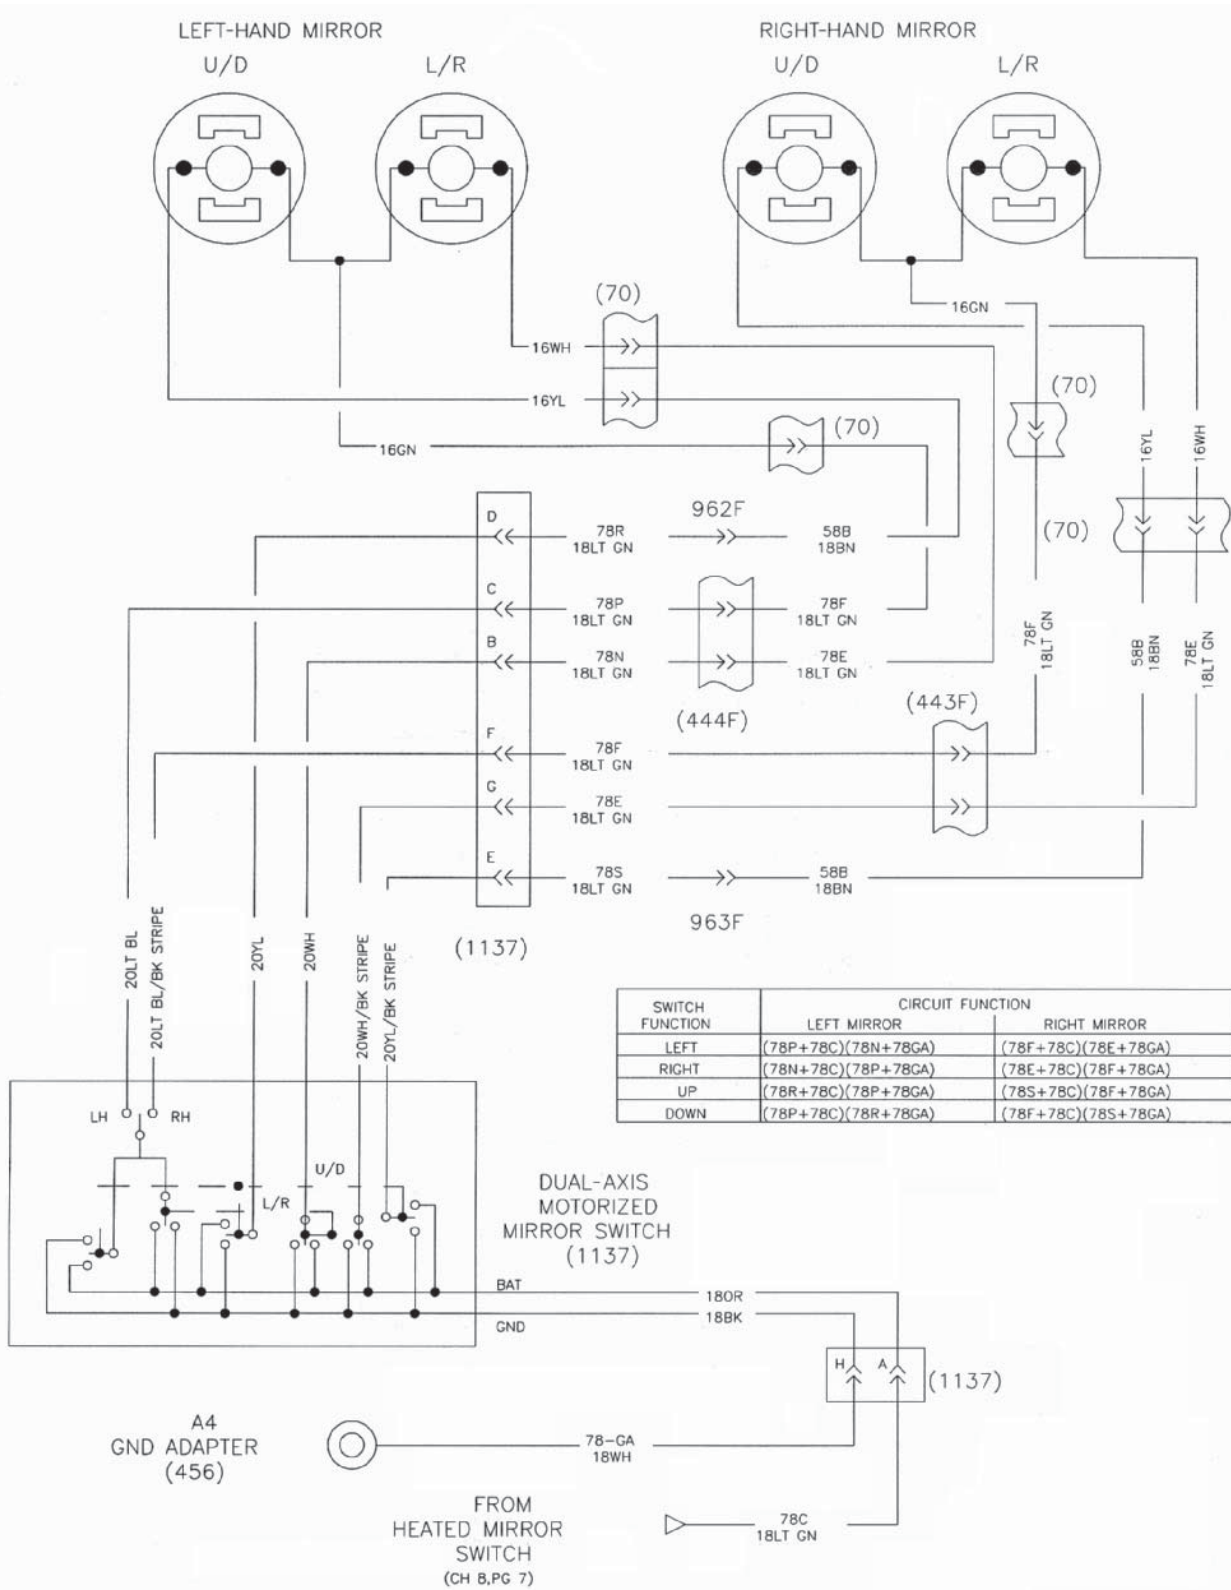 LEFT-HAND MIRROR
RIGHT-HAND MIRROR
U/D
L/R
U/D
L/R
(70)
16GN
16WH
(70)
16YL
(70)
16GN
16YL
16WH
(70)
D
78R
18LT GN
962F
58B
18BN
C
78P
18LT GN
78F
18LT GN
B
78N
18LT GN
78E
18LT GN
78F
18LT GN
58B
18BN
78E
18LT GN
(444F)
(443F)
F
78F
18LT GN
G
78E
18LT GN
E
78S
18LT GN
58B
18BN
963F
(1137)
20LT BL
20LT BL/BK STRIPE
20YL
20WH
20WH/BK STRIPE
20YL/BK STRIPE
SWITCH FUNCTION
CIRCUIT FUNCTION
LEFT MIRROR
RIGHT MIRROR
LEFT (78P+78C)(78N+78GA) (78F+78C)(78E+78GA)
RIGHT (78N+78C)(78P+78GA) (78E+78C)(78F+78GA)
UP (78R+78C)(78P+78GA) (78S+78C)(78F+78GA)
DOWN (78P+78C)(78R+78GA) (78F+78C)(78S+78GA)
LH
RH
U/D
L/R
DUAL-AXIS
MOTORIZED
MIRROR SWITCH
(1137)
BAT
18OR
18BK
GND
H
A
(1137)
A4
GND ADAPTER
(456)
78-GA
18WH
FROM
HEATED MIRROR
SWITCH
(CH 8,PG 7)
78C
18LT GN